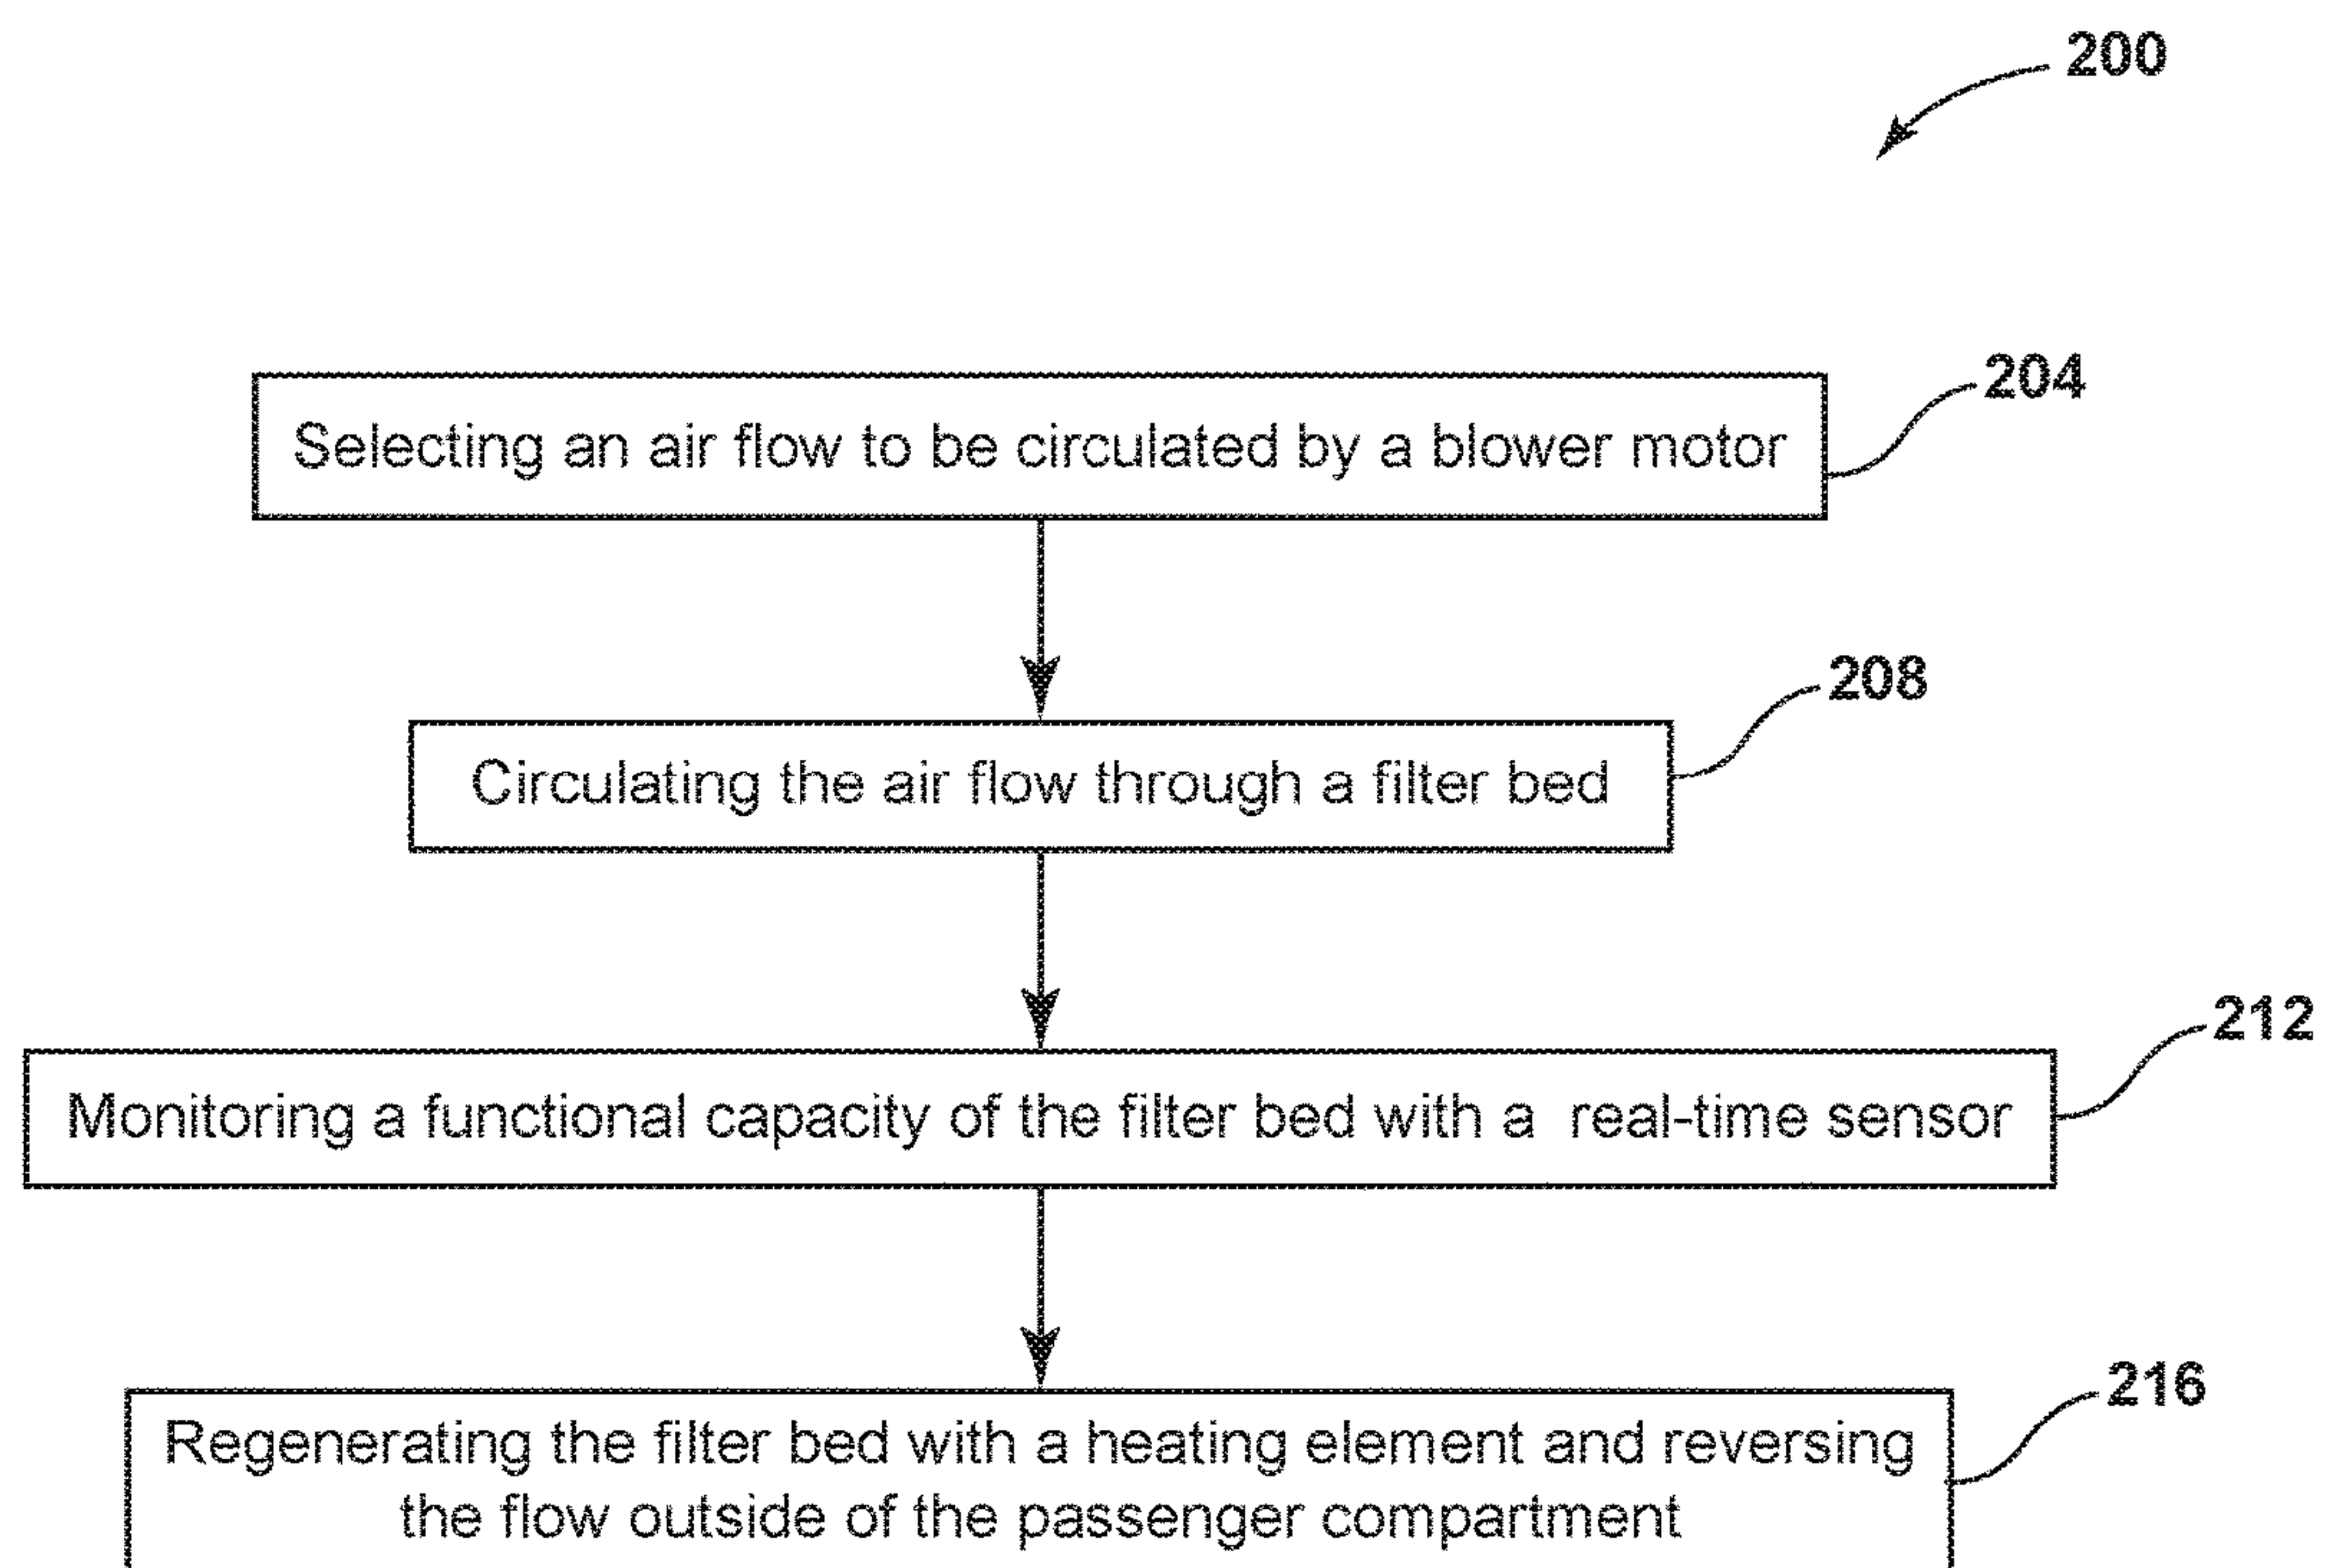 200
204
Selecting an air flow to be circulated by a blower motor
208
Circulating the air flow through a filter bed
212
Monitoring a functional capacity of the filter bed with a real-time sensor
216
Regenerating the filter bed with a heating element and reversing
the flow outside of the passenger compartment